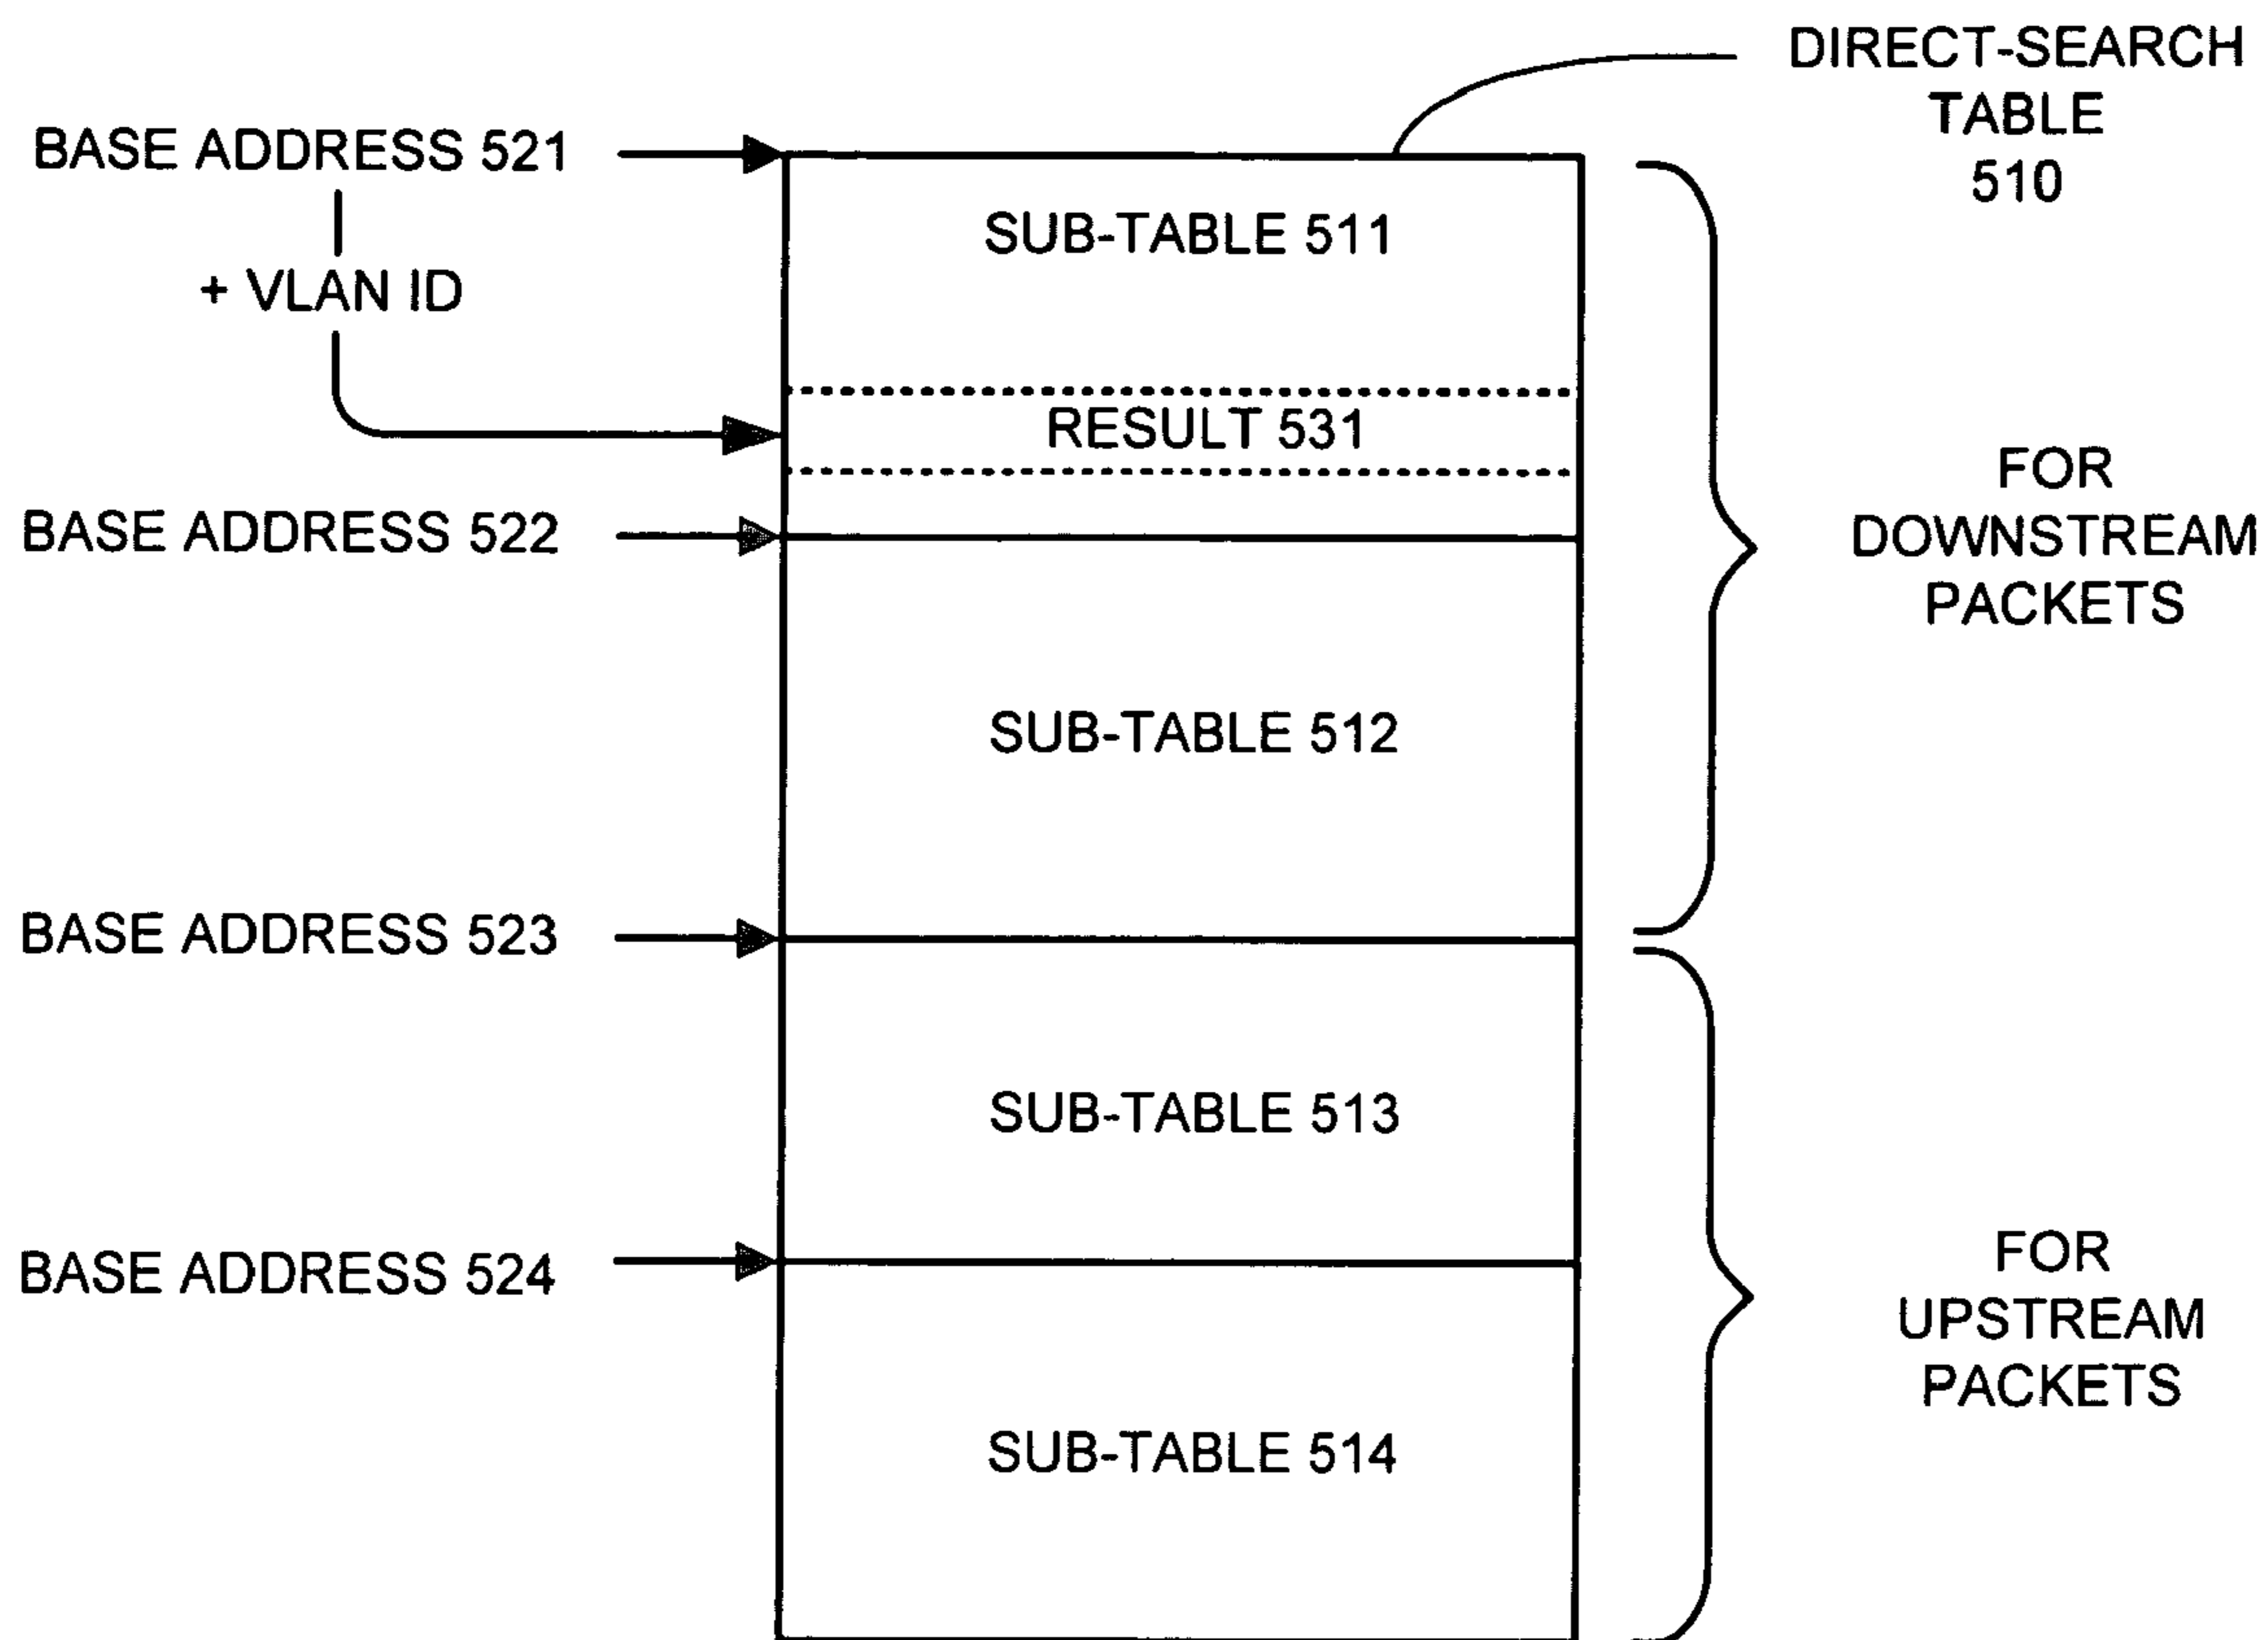 DIRECT-SEARCH
TABLE
510
BASE ADDRESS 521
SUB-TABLE 511
+ VLAN ID
RESULT 531
FOR
DOWNSTREAM
PACKETS
BASE ADDRESS 522
SUB-TABLE 512
BASE ADDRESS 523
SUB-TABLE 513
BASE ADDRESS 524
FOR
UPSTREAM
PACKETS
SUB-TABLE 514